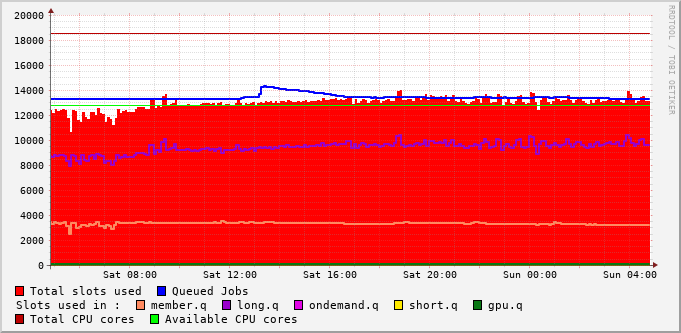 20000
18000
16000
14000
12000
10000
8000
6000
4000
2000
0
Sat 08:00 Sat 12:00 Sat 16:00 Sat 20:00 Sun 00:00 Sun 04:00
Total slots used Queued Jobs
Slots used in : member.q long.q ondemand.q short.q gpu.q
Total CPU cores Available CPU cores
RRDTOOL / TOBI OETIKER